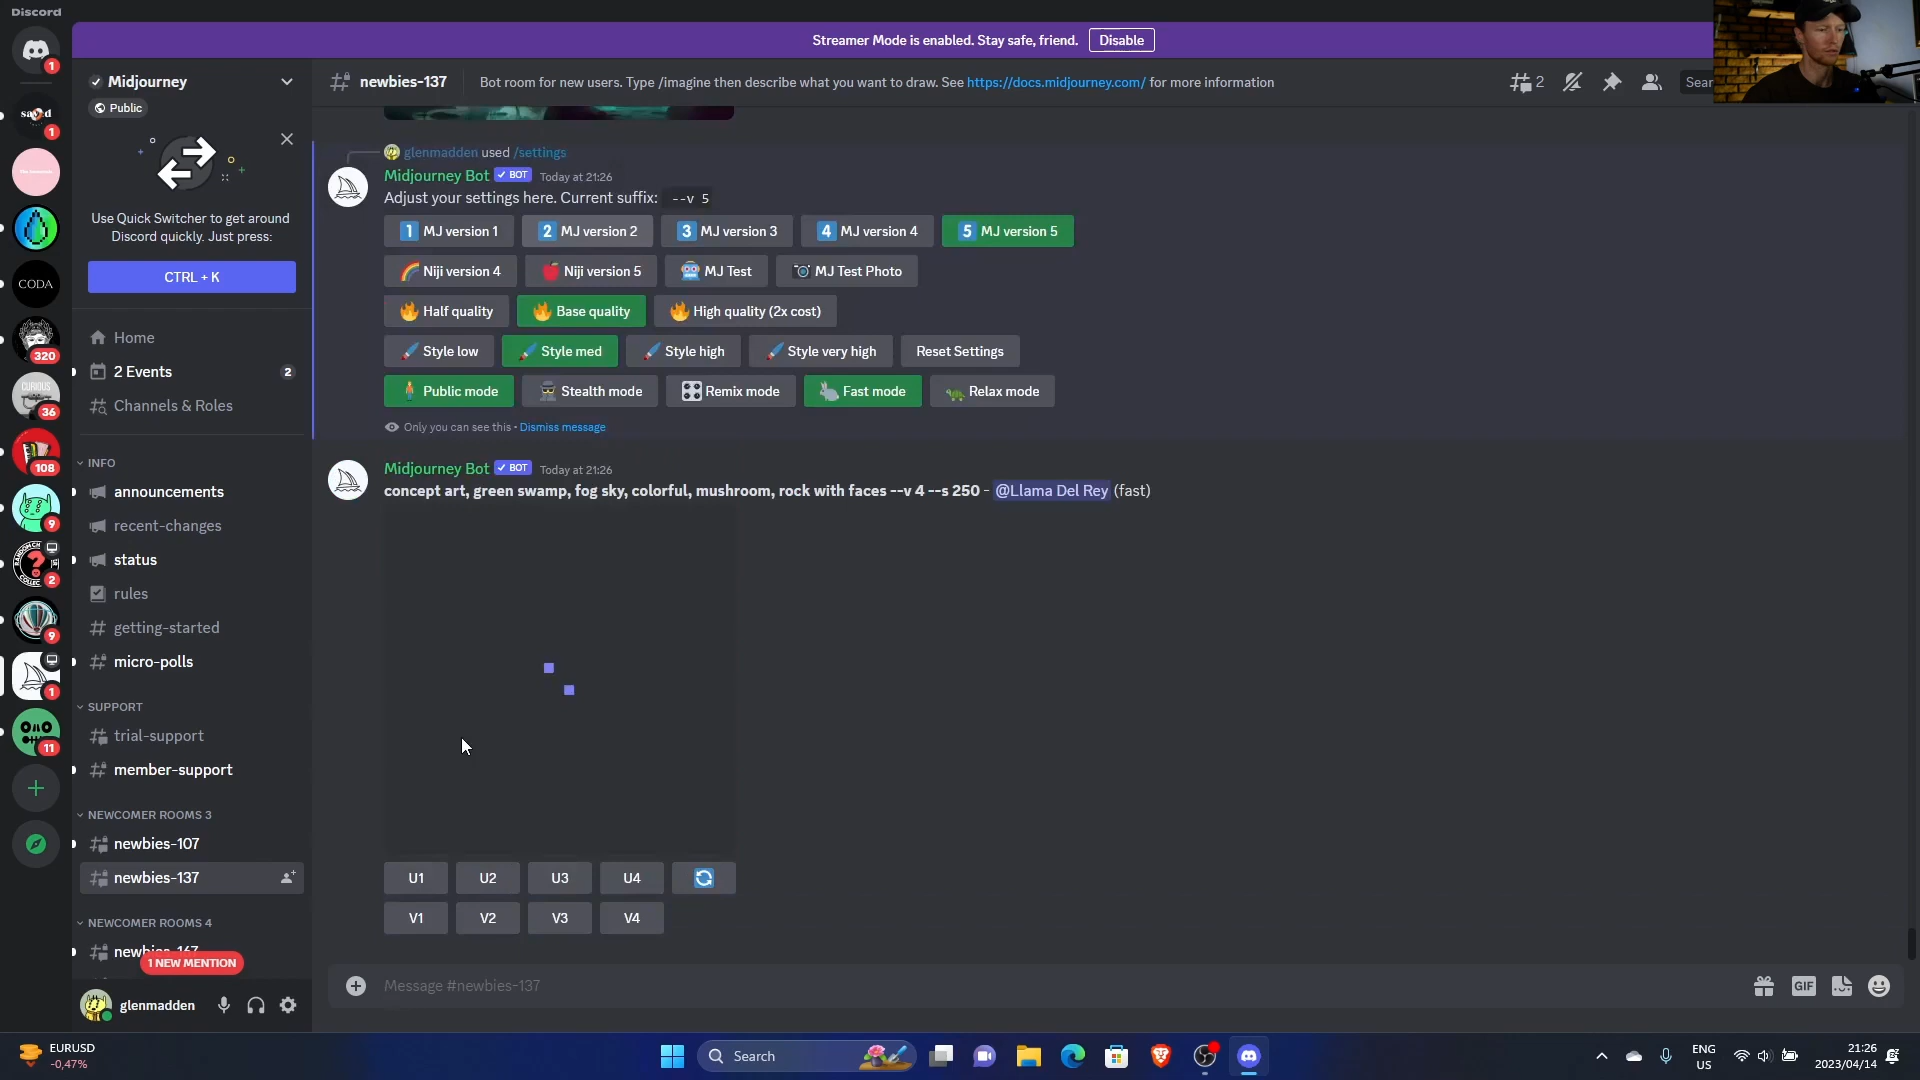 Discord
Streamer Mode is enabled. Stay safe, friend. Disable
Midjourney
Public
Use Quick Switcher to get around
Discord quickly. Just press:
CTRL + K
Home
2 Events 2
Channels & Roles
INFO
announcements
recent-changes
status
rules
getting-started
micro-polls
SUPPORT
trial-support
member-support
NEWCOMER ROOMS 3
newbies-107
newbies-137
NEWCOMER ROOMS 4
newbies-167
1 NEW MENTION
glenmadden
1
saved
1
CODA
320
CURIOUS
36
108
9
2
9
1
11
newbies-137 Bot room for new users. Type /imagine then describe what you want to draw. See https://docs.midjourney.com/ for more information 2 Sear
glenmadden used /settings
Midjourney Bot BOT Today at 21:26
Adjust your settings here. Current suffix: --v 5
1 MJ version 1 2 MJ version 2 3 MJ version 3 4 MJ version 4 5 MJ version 5
Niji version 4 Niji version 5 MJ Test MJ Test Photo
Half quality Base quality High quality (2x cost)
Style low Style med Style high Style very high Reset Settings
Public mode Stealth mode Remix mode Fast mode Relax mode
Only you can see this • Dismiss message
Midjourney Bot BOT Today at 21:26
concept art, green swamp, fog sky, colorful, mushroom, rock with faces --v 4 --s 250 - @Llama Del Rey (fast)
U1 U2 U3 U4
V1 V2 V3 V4
Message #newbies-137
GIF
EURUSD
-0,47%
Search
ENG
US
21:26
2023/04/14